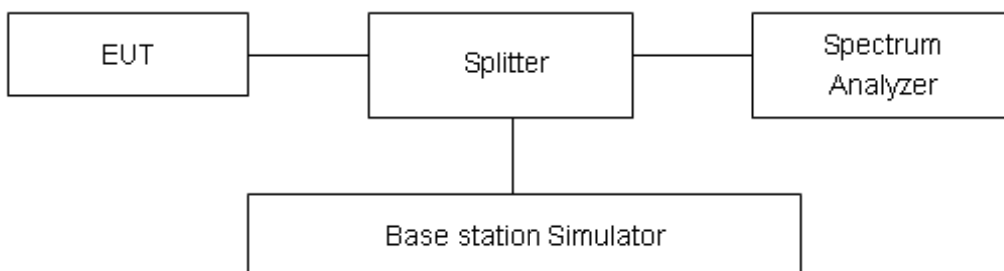 EUT
Splitter
Spectrum
Analyzer
Base station Simulator